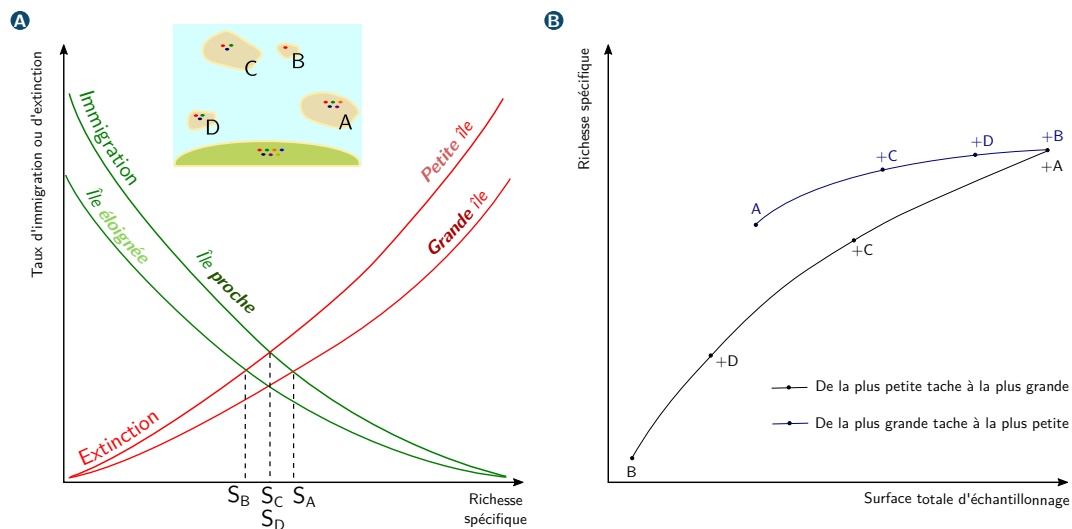 A
Taux d'immigration ou d'extinction
Immigration
Île éloignée
Île proche
Extinction
Petite île
Grande île
C
B
D
A
S_B
S_C
S_D
S_A
Richesse
spécifique
B
Richesse spécifique
A
+C
+D
+B
+A
+C
+D
B
De la plus petite tache à la plus grande
De la plus grande tache à la plus petite
Surface totale d'échantillonnage